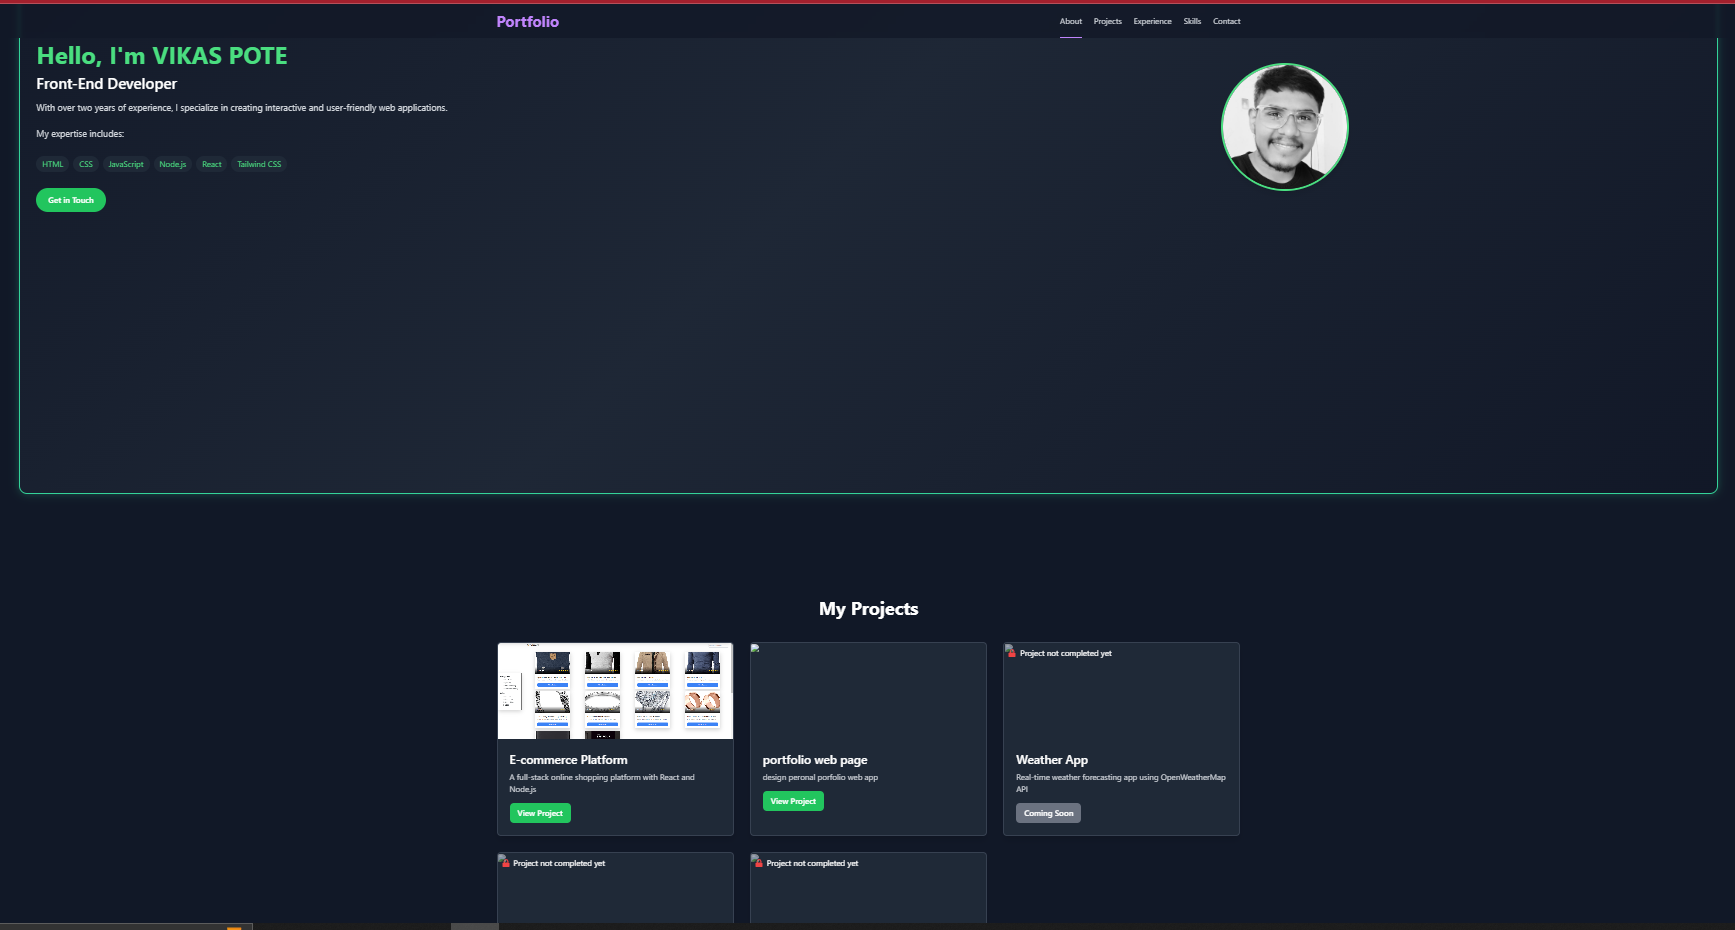 Portfolio
About Projects Experience Skills Contact
Hello, I'm VIKAS POTE
Front-End Developer
With over two years of experience, I specialize in creating interactive and user-friendly web applications.
My expertise includes:
HTML CSS JavaScript Node.js React Tailwind CSS
Get in Touch
My Projects
E-commerce Platform
A full-stack online shopping platform with React and
Node.js
View Project
portfolio web page
design peronal porfolio web app
View Project
Project not completed yet
Weather App
Real-time weather forecasting app using OpenWeatherMap
API
Coming Soon
Project not completed yet
Project not completed yet